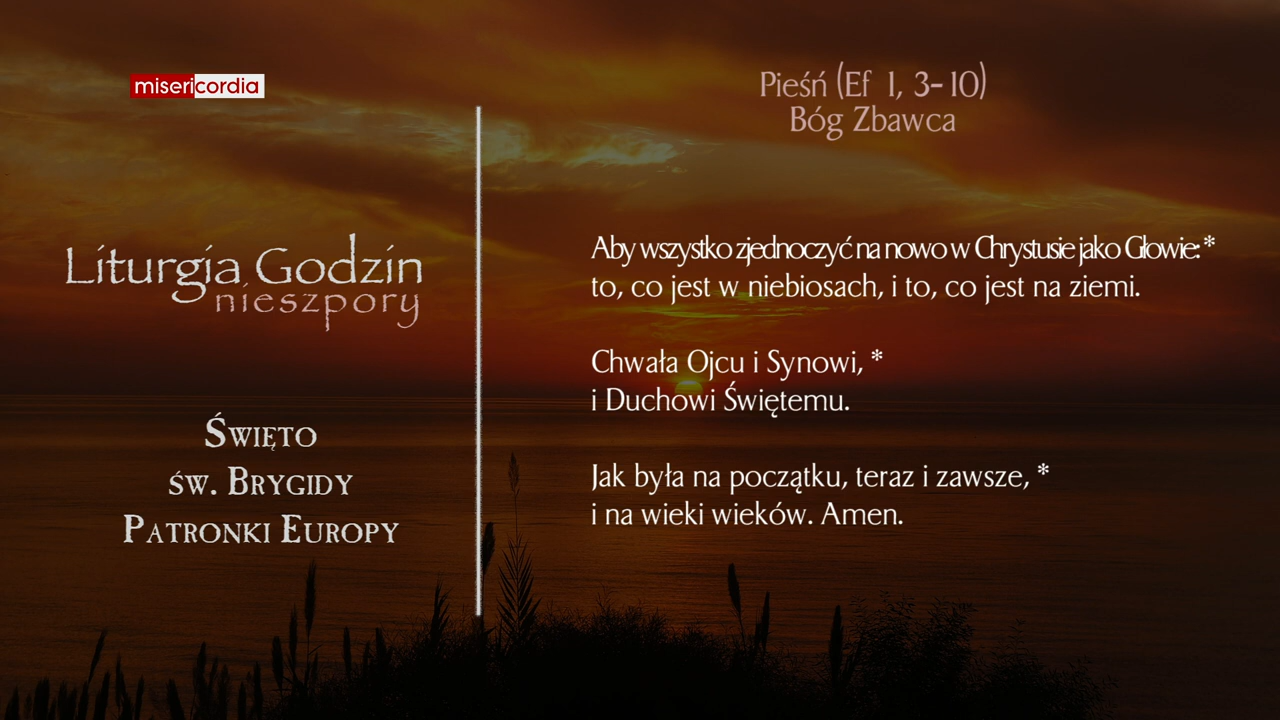 misericordia
Liturgia Godzin
nieszpory
Święto
św. Brygidy
Patronki Europy
Pieśń (Ef 1, 3-10)
Bóg Zbawca
Aby wszystko zjednoczyć na nowo w Chrystusie jako Głowie: *
to, co jest w niebiosach, i to, co jest na ziemi.
Chwała Ojcu i Synowi, *
i Duchowi Świętemu.
Jak była na początku, teraz i zawsze, *
i na wieki wieków. Amen.